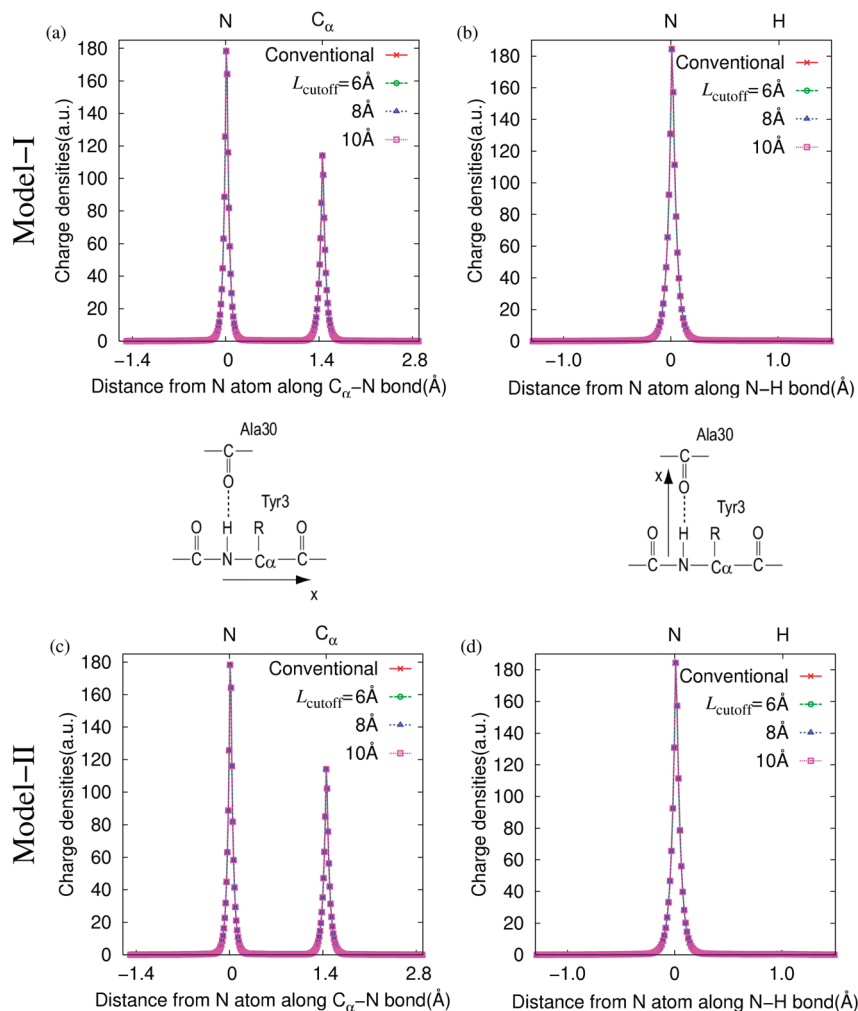 N Cα
(a)
180
160
140
120
100
80
60
40
20
0
Charge densities(a.u.)
Conventional
Lcutoff=6Å
8Å
10Å
−1.4 0 1.4 2.8
Distance from N atom along Cα−N bond(Å)
Model−I
N H
(b)
180
160
140
120
100
80
60
40
20
0
Charge densities(a.u.)
Conventional
Lcutoff=6Å
8Å
10Å
−1.0 0 1.0
Distance from N atom along N−H bond(Å)
Ala30
C
O
Tyr3
O H R O
C N Cα C
x
Ala30
C
x
O
Tyr3
O H R O
C N Cα C
N Cα
(c)
180
160
140
120
100
80
60
40
20
0
Charge densities(a.u.)
Conventional
Lcutoff=6Å
8Å
10Å
−1.4 0 1.4 2.8
Distance from N atom along Cα−N bond(Å)
Model−II
N H
(d)
180
160
140
120
100
80
60
40
20
0
Charge densities(a.u.)
Conventional
Lcutoff=6Å
8Å
10Å
−1.0 0 1.0
Distance from N atom along N−H bond(Å)